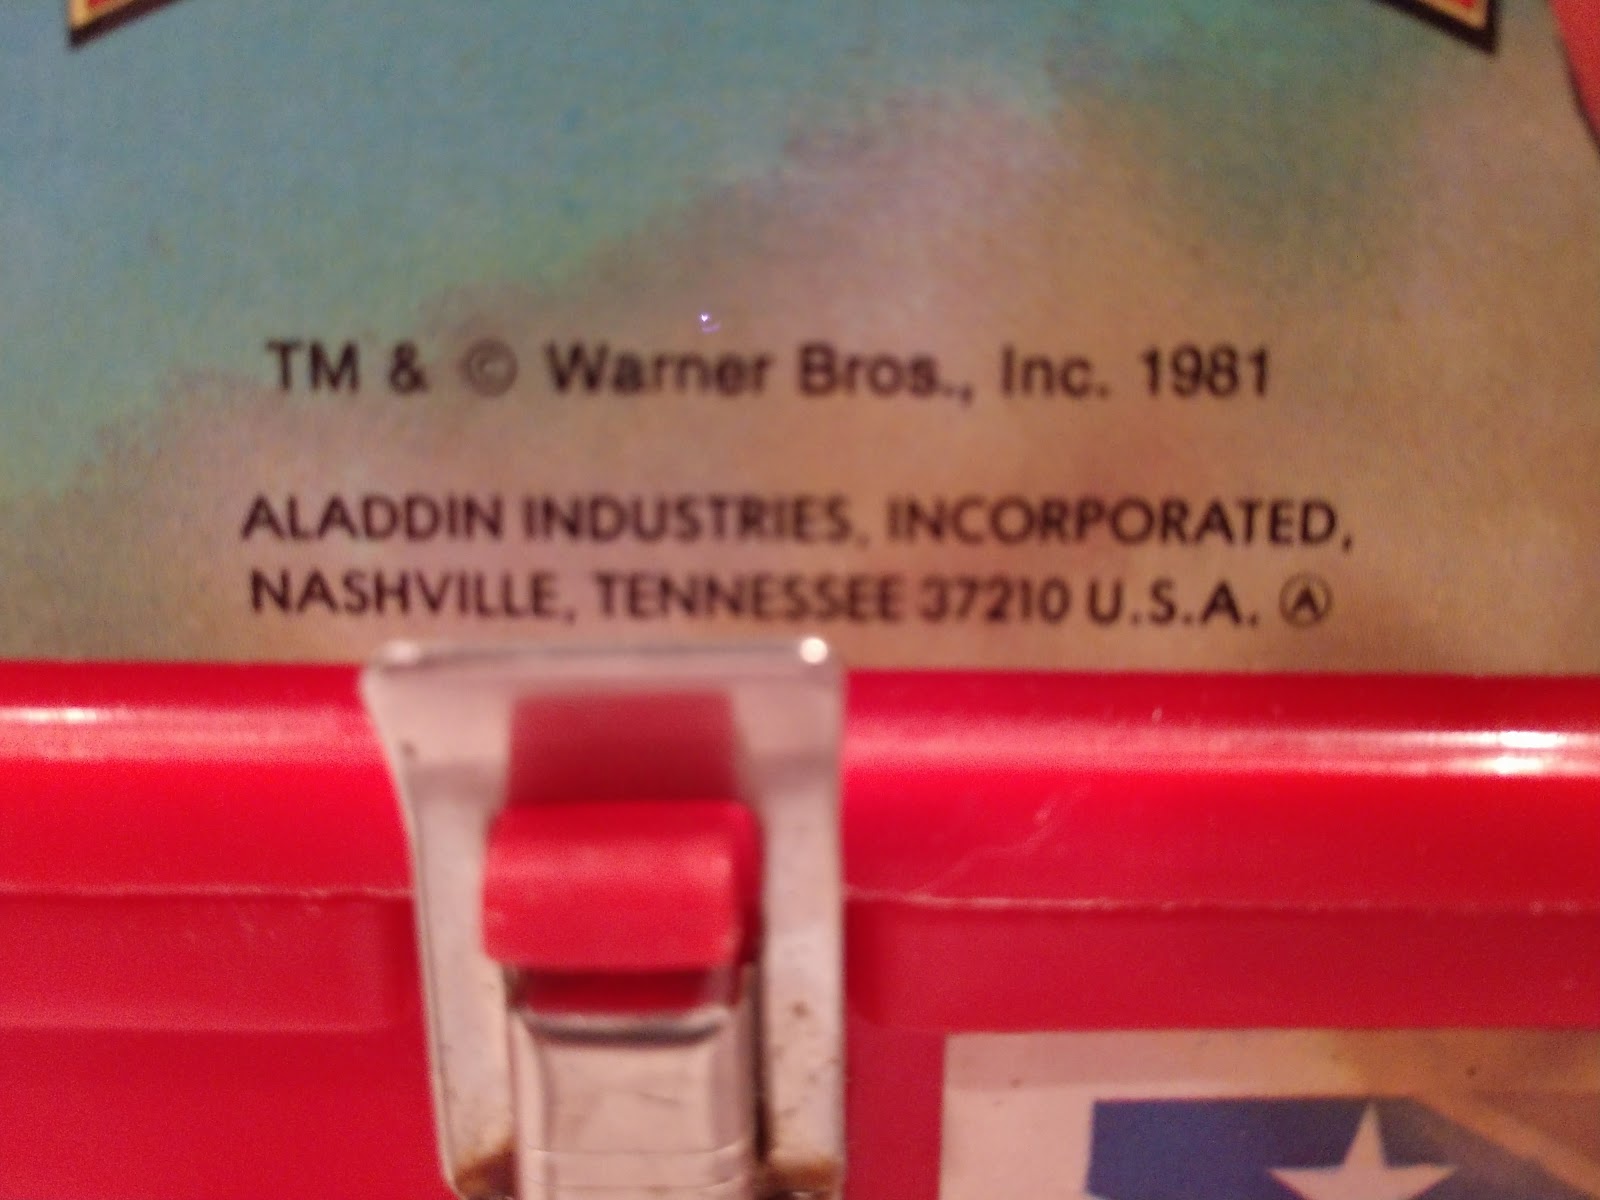 TM & © Warner Bros., Inc. 1981
ALADDIN INDUSTRIES, INCORPORATED,
NASHVILLE, TENNESSEE 37210 U.S.A. Ⓐ